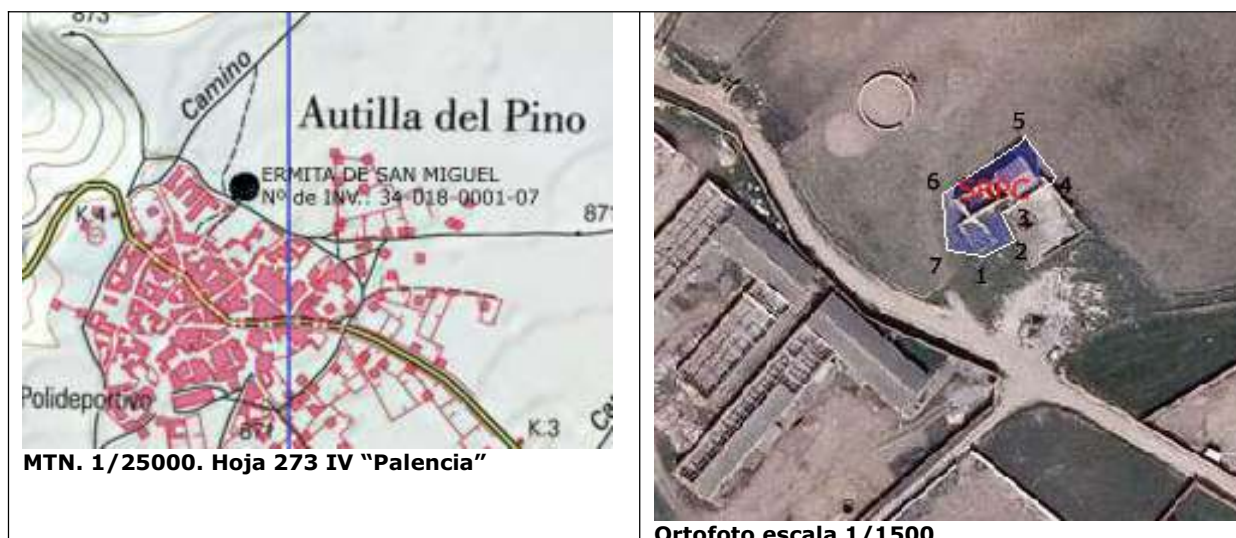 873
Camino
Autilla del Pino
ERMITA DE SAN MIGUEL
Nº de INV.: 34-018-0001-07
K.4
871
Polideportivo
871
K.3
MTN. 1/25000. Hoja 273 IV “Palencia”
5
6
4
3
2
7
1
Ortofoto escala 1/1500